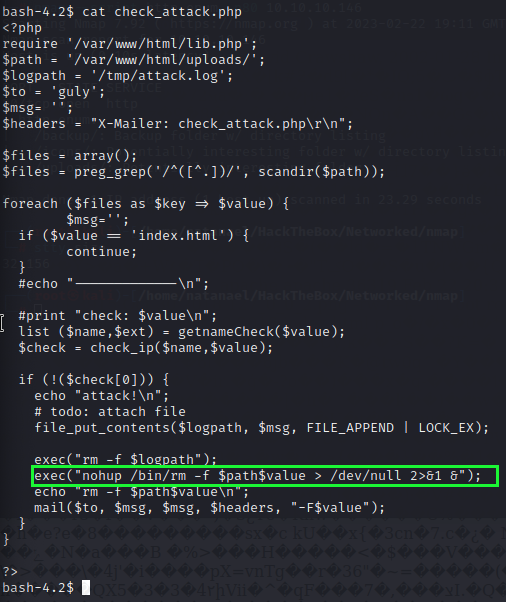 bash-4.2$ cat check_attack.php
<?php
require '/var/www/html/lib.php';
$path = '/var/www/html/uploads/';
$logpath = '/tmp/attack.log';
$to = 'guly';
$msg= '';
$headers = "X-Mailer: check_attack.php\r\n";

$files = array();
$files = preg_grep('/^([^.])/', scandir($path));

foreach ($files as $key => $value) {
        $msg='';
  if ($value == 'index.html') {
        continue;
  }
  #echo "-------------\n";

  #print "check: $value\n";
  list ($name,$ext) = getnameCheck($value);
  $check = check_ip($name,$value);

  if (!($check[0])) {
    echo "attack!\n";
    # todo: attach file
    file_put_contents($logpath, $msg, FILE_APPEND | LOCK_EX);

    exec("rm -f $logpath");
    exec("nohup /bin/rm -f $path$value > /dev/null 2>&1 &");
    echo "rm -f $path$value\n";
    mail($to, $msg, $msg, $headers, "-F$value");
  }
}

?>
bash-4.2$